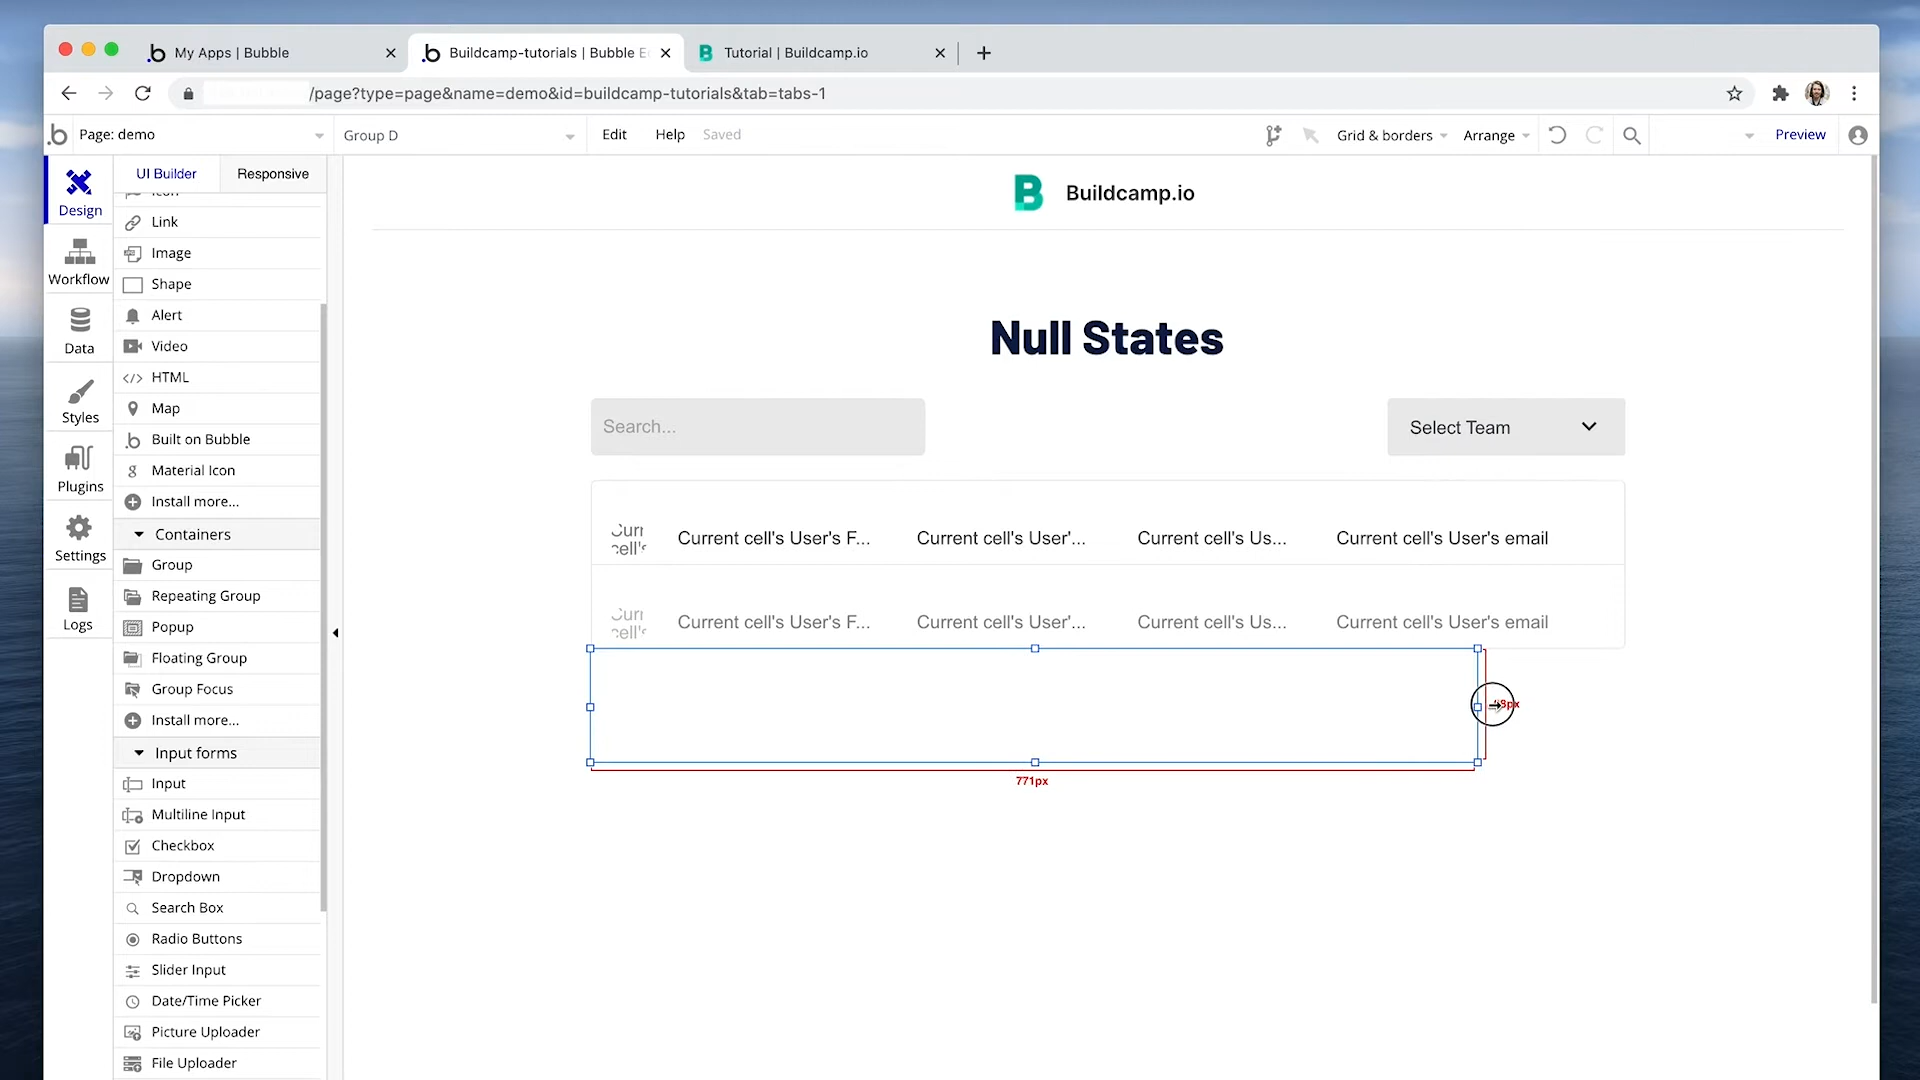 My Apps | Bubble
Buildcamp-tutorials | Bubble E
Tutorial | Buildcamp.io
/page?type=page&name=demo&id=buildcamp-tutorials&tab=tabs-1
Page: demo
Group D
Edit
Help
Saved
Grid & borders
Arrange
Preview
Design
Workflow
Data
Styles
Plugins
Settings
Logs
UI Builder
Responsive
Icon
Link
Image
Shape
Alert
Video
HTML
Map
Built on Bubble
Material Icon
Install more...
Containers
Group
Repeating Group
Popup
Floating Group
Group Focus
Install more...
Input forms
Input
Multiline Input
Checkbox
Dropdown
Search Box
Radio Buttons
Slider Input
Date/Time Picker
Picture Uploader
File Uploader
B Buildcamp.io
Null States
Search...
Select Team
Curr
cell's
Current cell's User's F...
Current cell's User'...
Current cell's Us...
Current cell's User's email
Curr
cell's
Current cell's User's F...
Current cell's User'...
Current cell's Us...
Current cell's User's email
771px